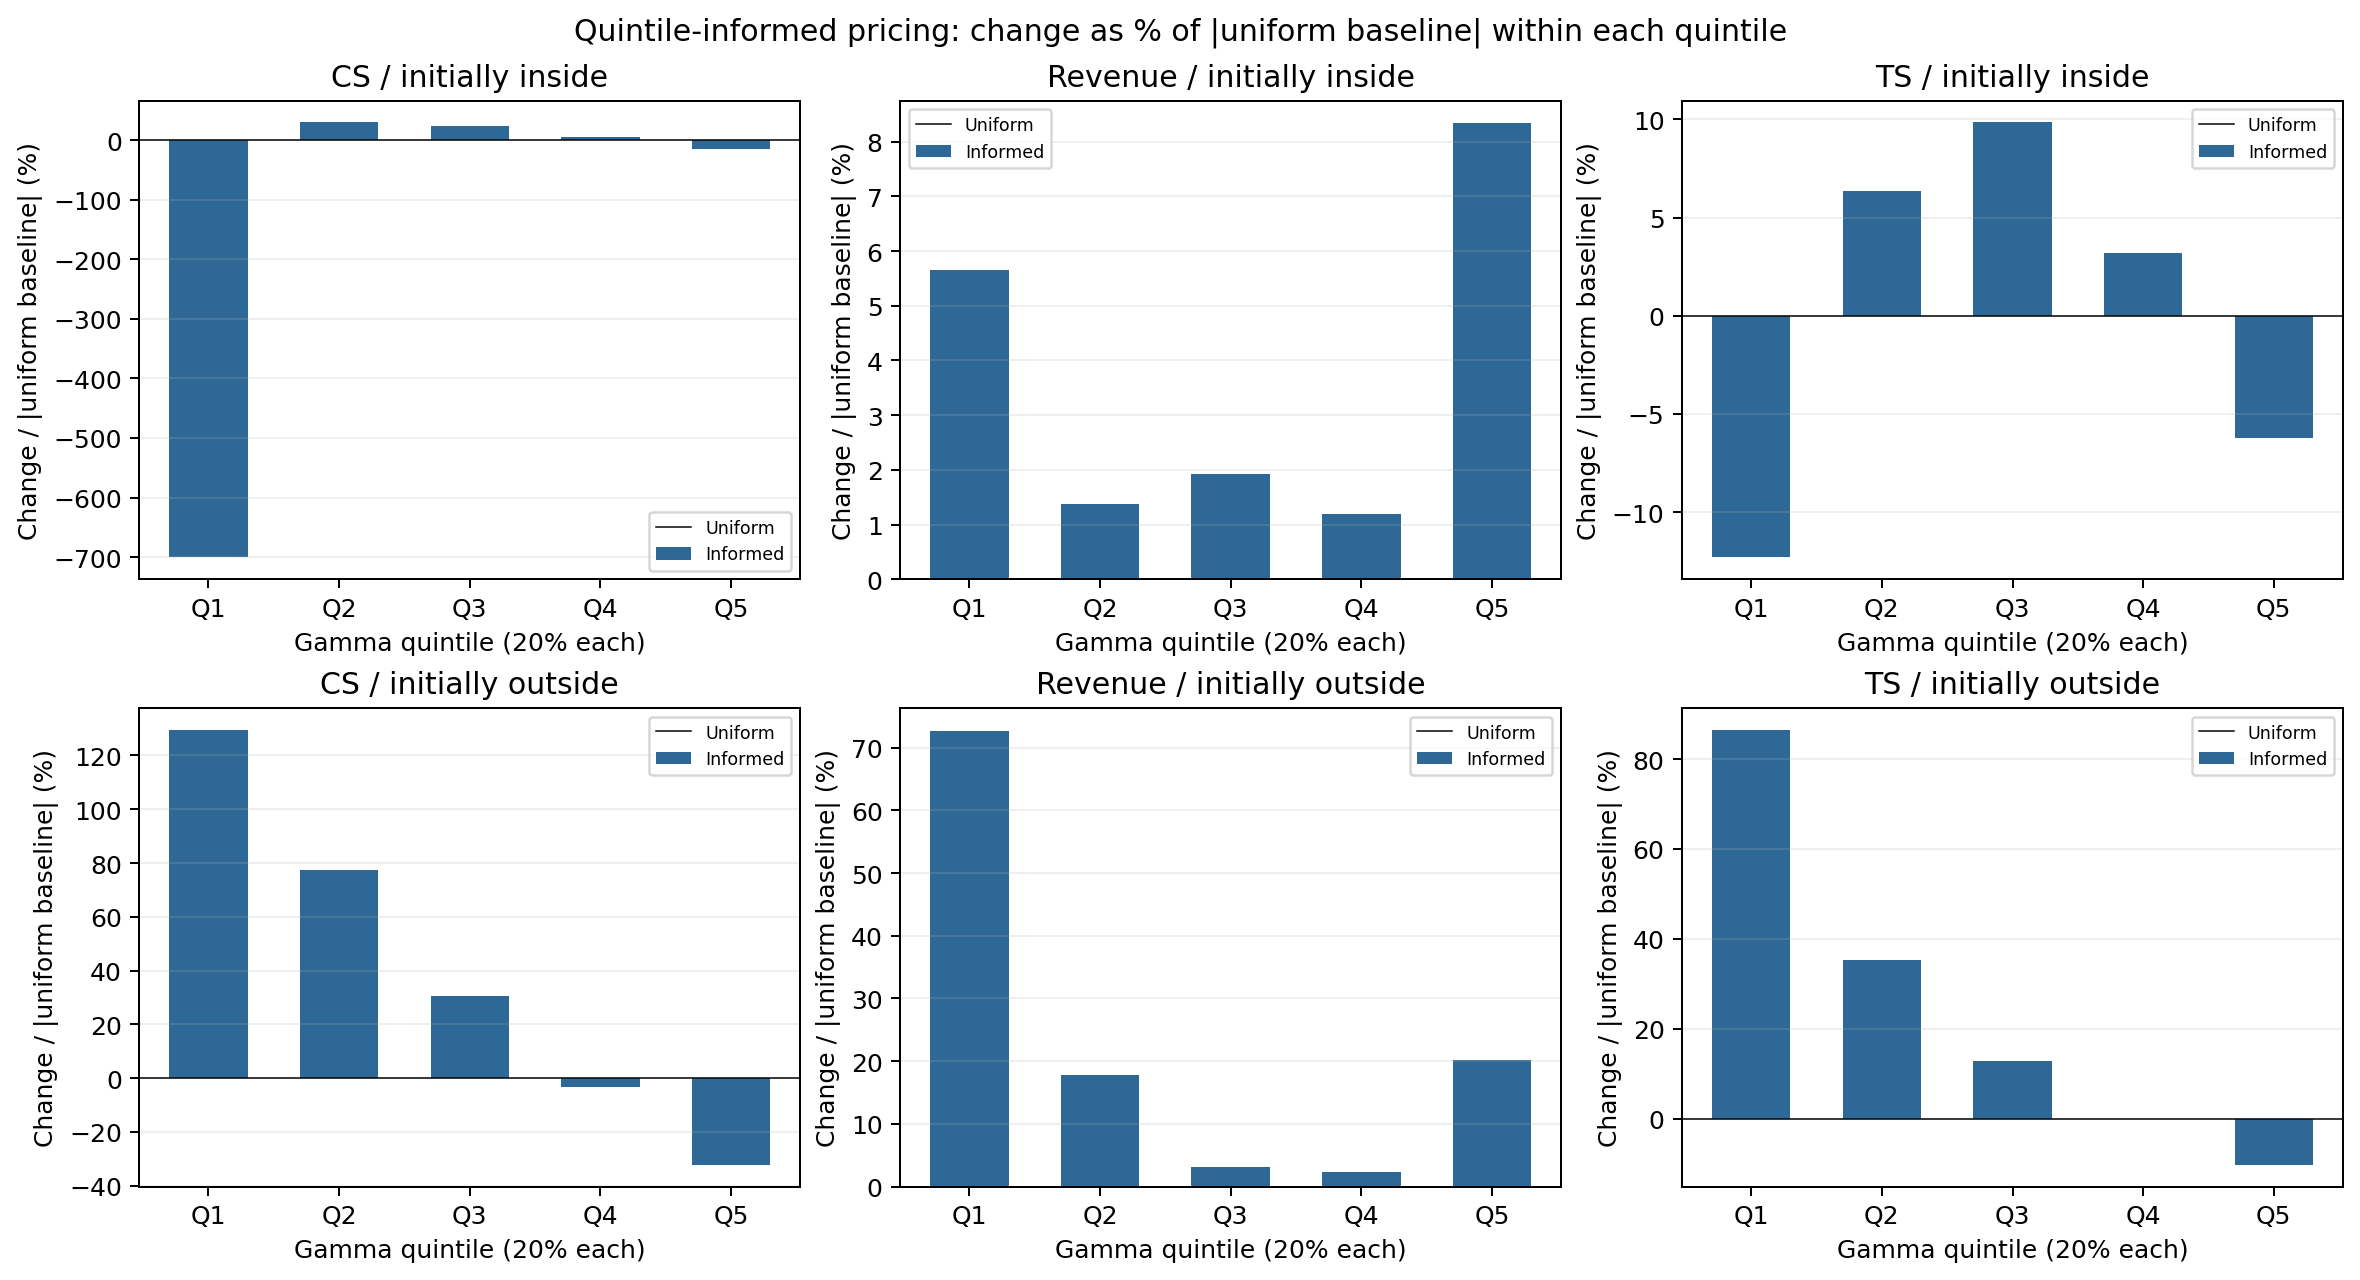 Quintile-informed pricing: change as % of |uniform baseline| within each quintile
CS / initially inside
Change / |uniform baseline| (%)
0
−100
−200
−300
−400
−500
−600
−700
Uniform
Informed
Q1 Q2 Q3 Q4 Q5
Gamma quintile (20% each)
Revenue / initially inside
Change / |uniform baseline| (%)
8
7
6
5
4
3
2
1
0
Uniform
Informed
Q1 Q2 Q3 Q4 Q5
Gamma quintile (20% each)
TS / initially inside
Change / |uniform baseline| (%)
10
5
0
−5
−10
Uniform
Informed
Q1 Q2 Q3 Q4 Q5
Gamma quintile (20% each)
CS / initially outside
Change / |uniform baseline| (%)
120
100
80
60
40
20
0
−20
−40
Uniform
Informed
Q1 Q2 Q3 Q4 Q5
Gamma quintile (20% each)
Revenue / initially outside
Change / |uniform baseline| (%)
70
60
50
40
30
20
10
0
Uniform
Informed
Q1 Q2 Q3 Q4 Q5
Gamma quintile (20% each)
TS / initially outside
Change / |uniform baseline| (%)
80
60
40
20
0
Uniform
Informed
Q1 Q2 Q3 Q4 Q5
Gamma quintile (20% each)